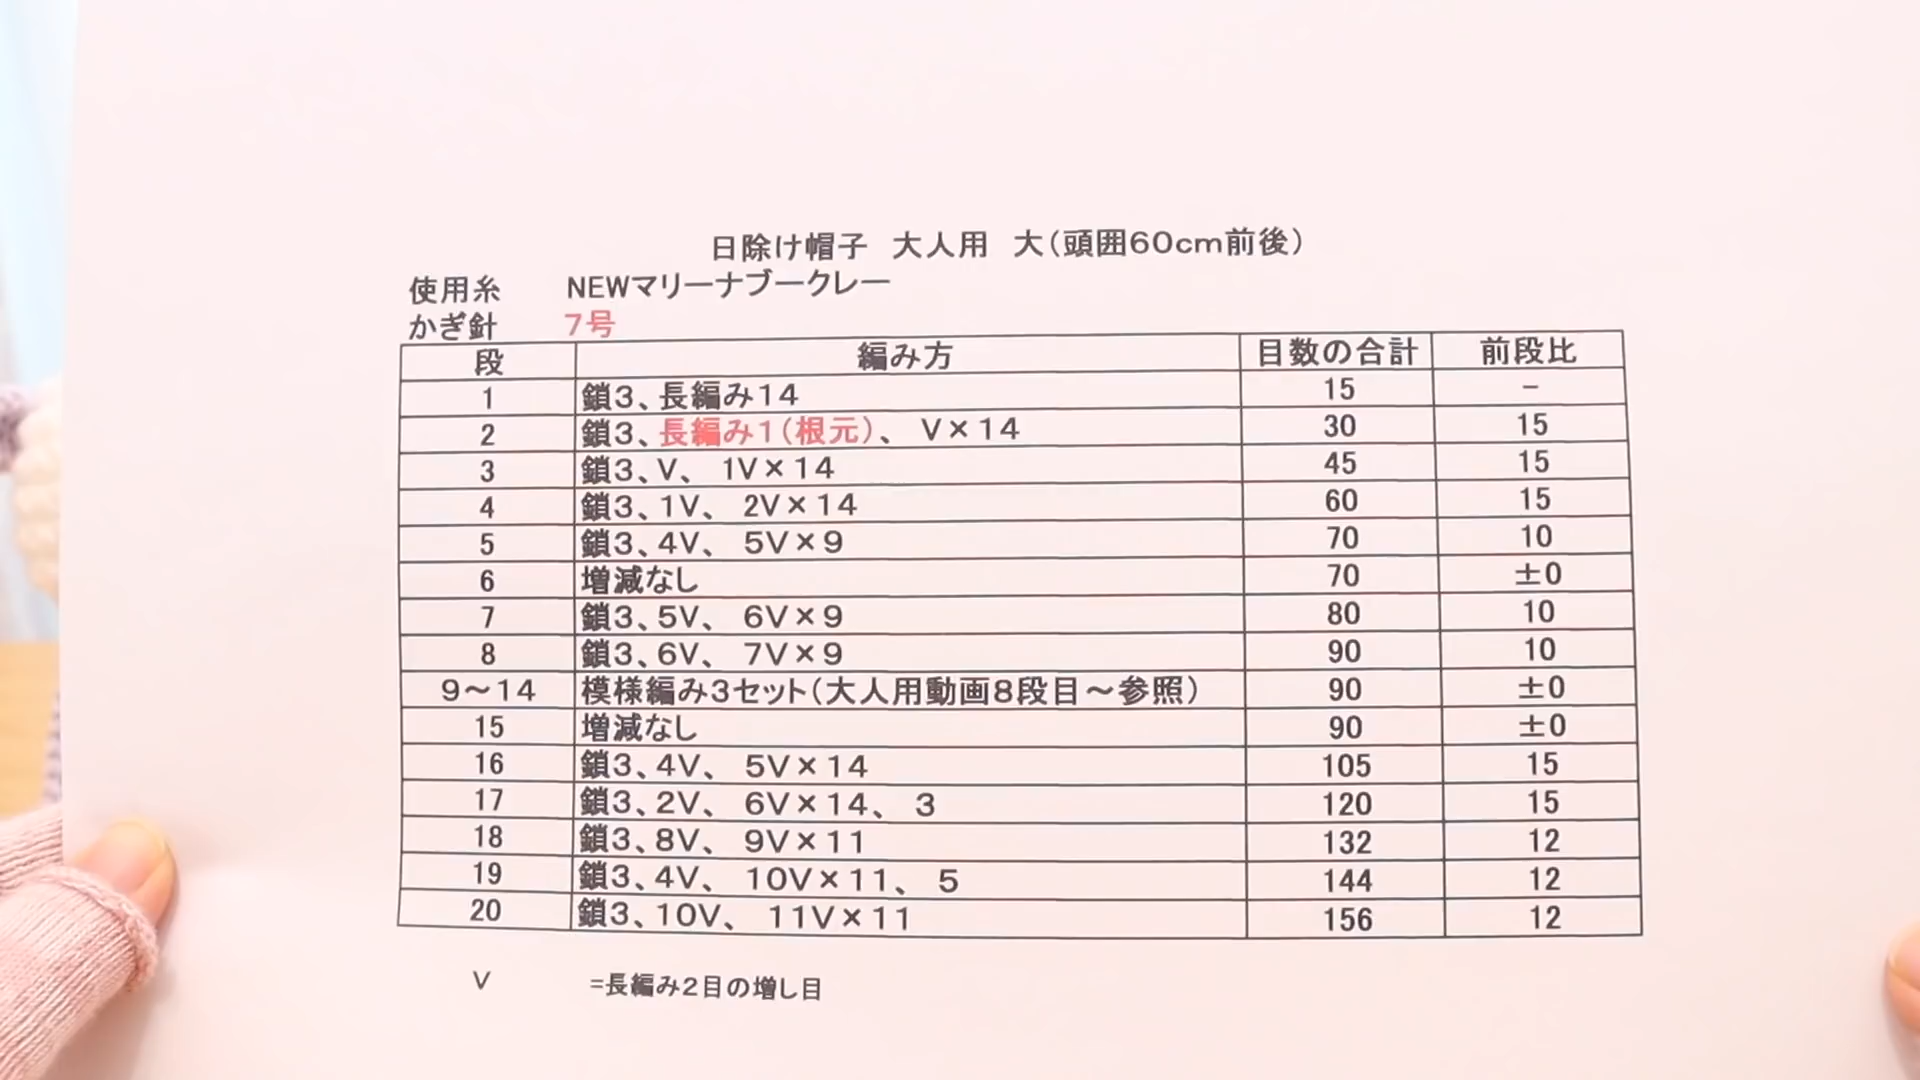 日除け帽子　大人用　大（頭囲60cm前後）
使用糸　NEWマリーナブークレー
かぎ針　7号
段　編み方　目数の合計　前段比
1　鎖3、長編み14　15　−
2　鎖3、長編み1（根元）、 V×14　30　15
3　鎖3、V、 1V×14　45　15
4　鎖3、1V、 2V×14　60　15
5　鎖3、4V、 5V×9　70　10
6　増減なし　70　±0
7　鎖3、5V、 6V×9　80　10
8　鎖3、6V、 7V×9　90　10
9～14　模様編み3セット（大人用動画8段目～参照）　90　±0
15　増減なし　90　±0
16　鎖3、4V、 5V×14　105　15
17　鎖3、2V、 6V×14、 3　120　15
18　鎖3、8V、 9V×11　132　12
19　鎖3、4V、 10V×11、 5　144　12
20　鎖3、10V、 11V×11　156　12
V　=長編み2目の増し目